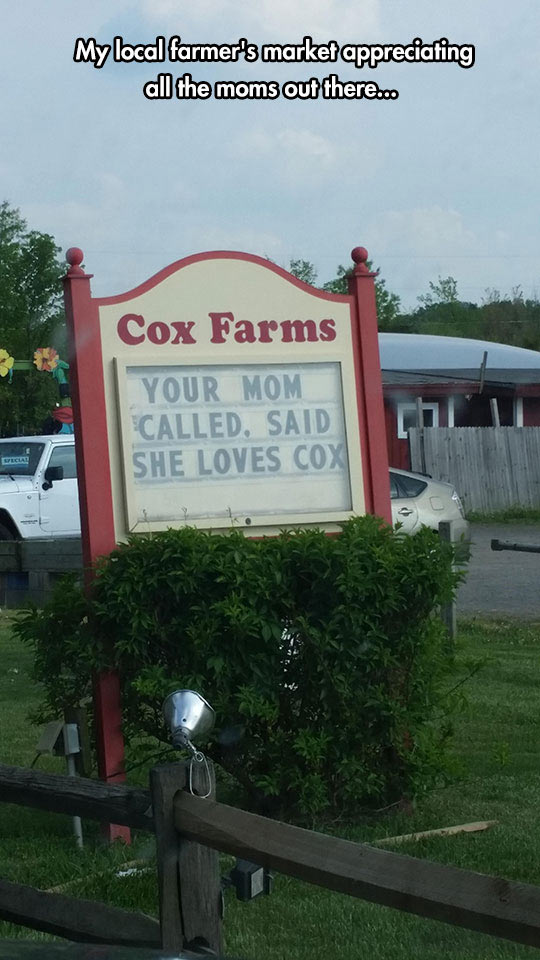 My local farmer's market appreciating
all the moms out there...
Cox Farms
YOUR MOM
CALLED. SAID
SHE LOVES COX
SPECIAL